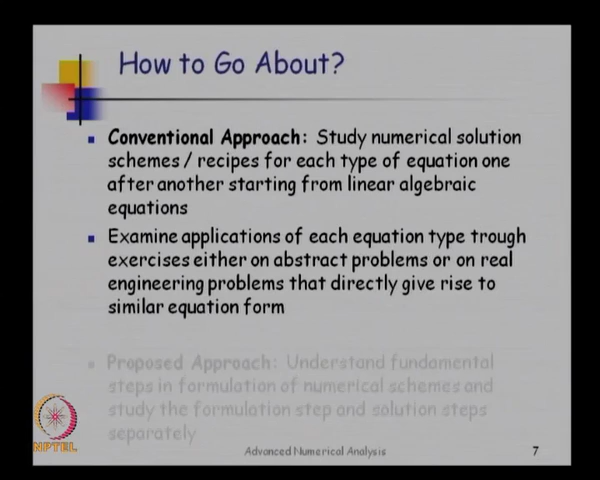 How to Go About?
Conventional Approach: Study numerical solution
schemes / recipes for each type of equation one
after another starting from linear algebraic
equations
Examine applications of each equation type trough
exercises either on abstract problems or on real
engineering problems that directly give rise to
similar equation form
Proposed Approach: Understand fundamental
steps in formulation of numerical schemes and
study the formulation step and solution steps
separately
NPTEL
Advanced Numerical Analysis
7